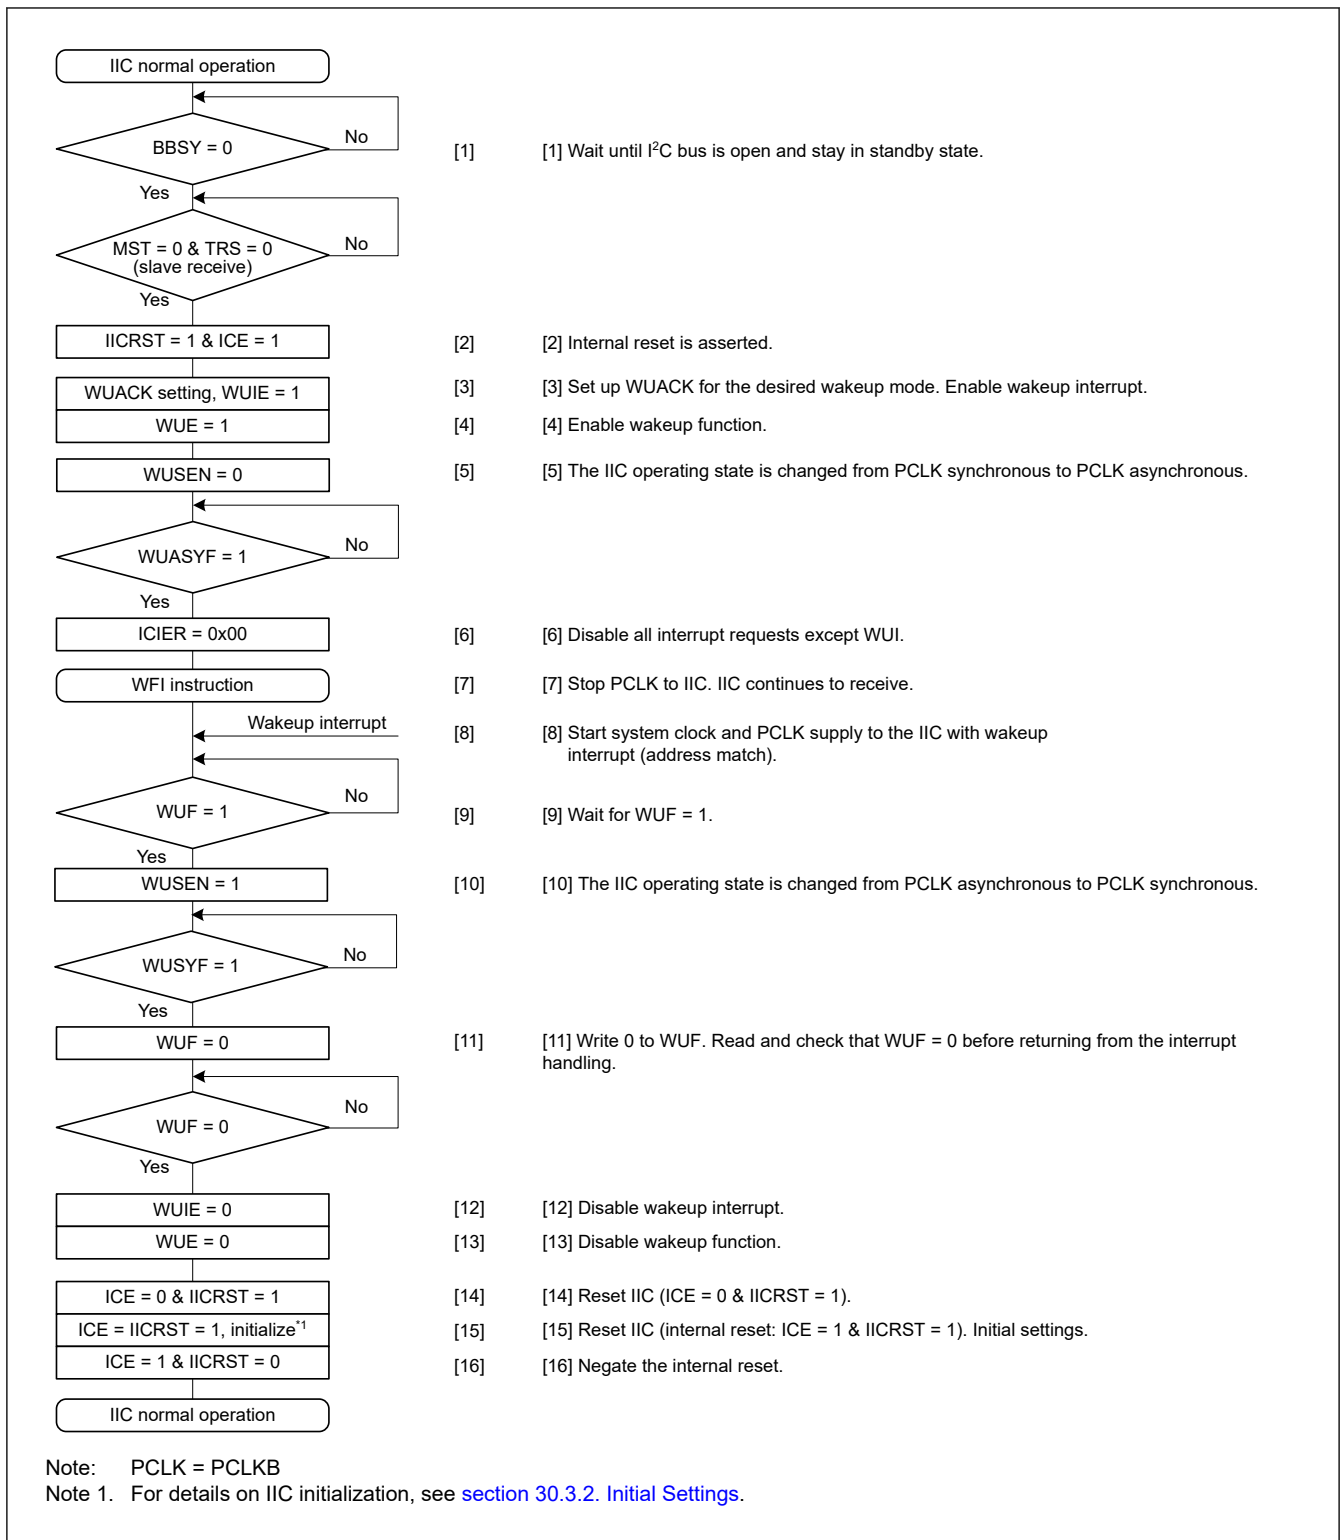 IIC normal operation
BBSY = 0
No
[1]
[1] Wait until I²C bus is open and stay in standby state.
Yes
MST = 0 & TRS = 0
(slave receive)
No
Yes
IICRST = 1 & ICE = 1
[2]
[2] Internal reset is asserted.
WUACK setting, WUIE = 1
[3]
[3] Set up WUACK for the desired wakeup mode. Enable wakeup interrupt.
WUE = 1
[4]
[4] Enable wakeup function.
WUSEN = 0
[5]
[5] The IIC operating state is changed from PCLK synchronous to PCLK asynchronous.
WUASYF = 1
No
Yes
ICIER = 0x00
[6]
[6] Disable all interrupt requests except WUI.
WFI instruction
[7]
[7] Stop PCLK to IIC. IIC continues to receive.
Wakeup interrupt
[8]
[8] Start system clock and PCLK supply to the IIC with wakeup
interrupt (address match).
WUF = 1
No
[9]
[9] Wait for WUF = 1.
Yes
WUSEN = 1
[10]
[10] The IIC operating state is changed from PCLK asynchronous to PCLK synchronous.
WUSYF = 1
No
Yes
WUF = 0
[11]
[11] Write 0 to WUF. Read and check that WUF = 0 before returning from the interrupt
handling.
WUF = 0
No
Yes
WUIE = 0
[12]
[12] Disable wakeup interrupt.
WUE = 0
[13]
[13] Disable wakeup function.
ICE = 0 & IICRST = 1
[14]
[14] Reset IIC (ICE = 0 & IICRST = 1).
ICE = IICRST = 1, initialize*1
[15]
[15] Reset IIC (internal reset: ICE = 1 & IICRST = 1). Initial settings.
ICE = 1 & IICRST = 0
[16]
[16] Negate the internal reset.
IIC normal operation
Note: PCLK = PCLKB
Note 1. For details on IIC initialization, see section 30.3.2. Initial Settings.